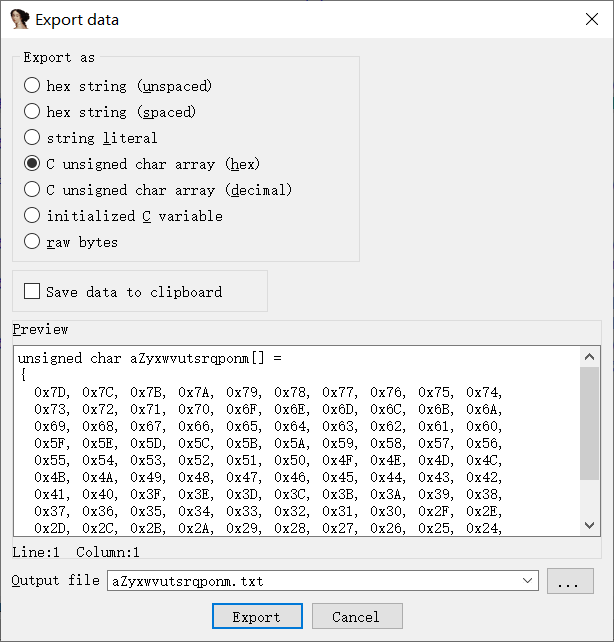 Export data
Export as
hex string (unspaced)
hex string (spaced)
string literal
C unsigned char array (hex)
C unsigned char array (decimal)
initialized C variable
raw bytes
Save data to clipboard
Preview
unsigned char aZyxwvutsrqponm[] =
{
0x7D, 0x7C, 0x7B, 0x7A, 0x79, 0x78, 0x77, 0x76, 0x75, 0x74,
0x73, 0x72, 0x71, 0x70, 0x6F, 0x6E, 0x6D, 0x6C, 0x6B, 0x6A,
0x69, 0x68, 0x67, 0x66, 0x65, 0x64, 0x63, 0x62, 0x61, 0x60,
0x5F, 0x5E, 0x5D, 0x5C, 0x5B, 0x5A, 0x59, 0x58, 0x57, 0x56,
0x55, 0x54, 0x53, 0x52, 0x51, 0x50, 0x4F, 0x4E, 0x4D, 0x4C,
0x4B, 0x4A, 0x49, 0x48, 0x47, 0x46, 0x45, 0x44, 0x43, 0x42,
0x41, 0x40, 0x3F, 0x3E, 0x3D, 0x3C, 0x3B, 0x3A, 0x39, 0x38,
0x37, 0x36, 0x35, 0x34, 0x33, 0x32, 0x31, 0x30, 0x2F, 0x2E,
0x2D, 0x2C, 0x2B, 0x2A, 0x29, 0x28, 0x27, 0x26, 0x25, 0x24,
Line:1 Column:1
Output file aZyxwvutsrqponm.txt ...
Export Cancel